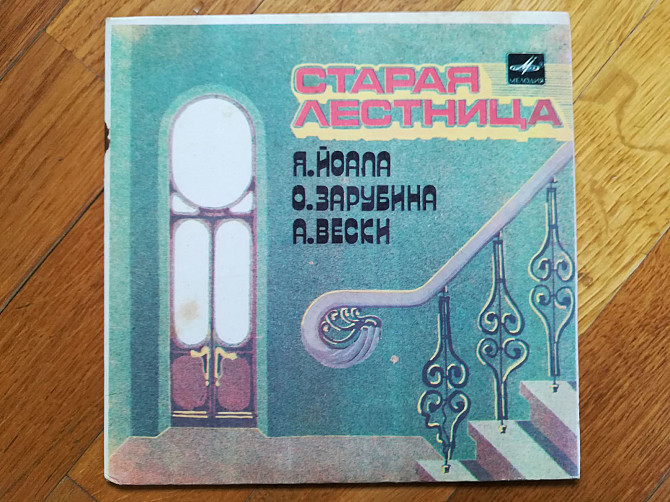 МЕЛОДИЯ
СТАРАЯ
ЛЕСТНИЦА
Я.ЙОАЛА
О.ЗАРУБИНА
А.ВЕСКИ